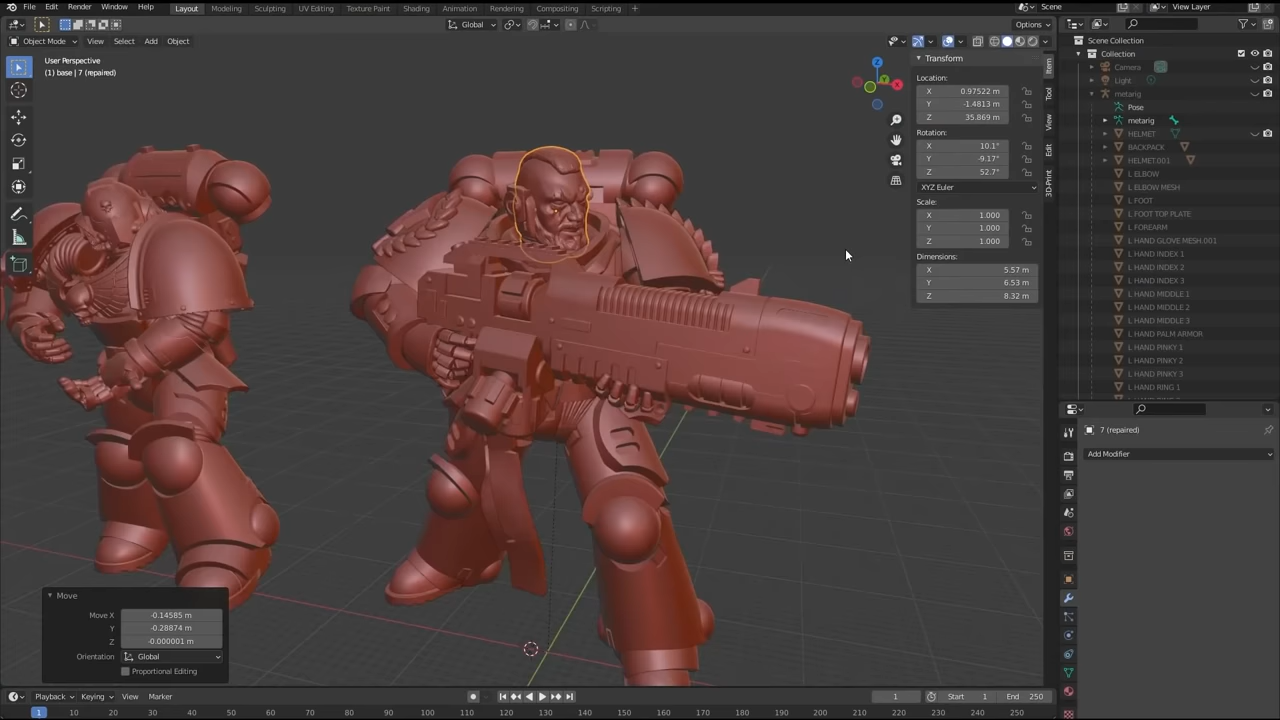 File Edit Render Window Help Layout Modeling Sculpting UV Editing Texture Paint Shading Animation Rendering Compositing Scripting Scene View Layer
Global Options
Object Mode View Select Add Object
User Perspective
(1) base | 7 (repaired)
Transform
Location:
X 0.97522 m
Y -1.4813 m
Z 35.869 m
Rotation:
X 10.1°
Y -9.17°
Z 52.7°
XYZ Euler
Scale:
X 1.000
Y 1.000
Z 1.000
Dimensions:
X 5.57 m
Y 6.53 m
Z 8.32 m
Item
Tool
View
Edit
3D-Print
Z
Y
X
Scene Collection
Collection
Camera
Light
metarig
Pose
metarig
HELMET
BACKPACK
HELMET.001
L ELBOW
L ELBOW MESH
L FOOT
L FOOT TOP PLATE
L FOREARM
L HAND GLOVE MESH.001
L HAND INDEX 1
L HAND INDEX 2
L HAND INDEX 3
L HAND MIDDLE 1
L HAND MIDDLE 2
L HAND MIDDLE 3
L HAND PALM ARMOR
L HAND PINKY 1
L HAND PINKY 2
L HAND PINKY 3
L HAND RING 1
7 (repaired)
Add Modifier
Move
Move X -0.14585 m
Y -0.28874 m
Z -0.000001 m
Orientation Global
Proportional Editing
Playback Keying View Marker 1 Start 1 End 250
1 10 20 30 40 50 60 70 80 90 100 110 120 130 140 150 160 170 180 190 200 210 220 230 240 250